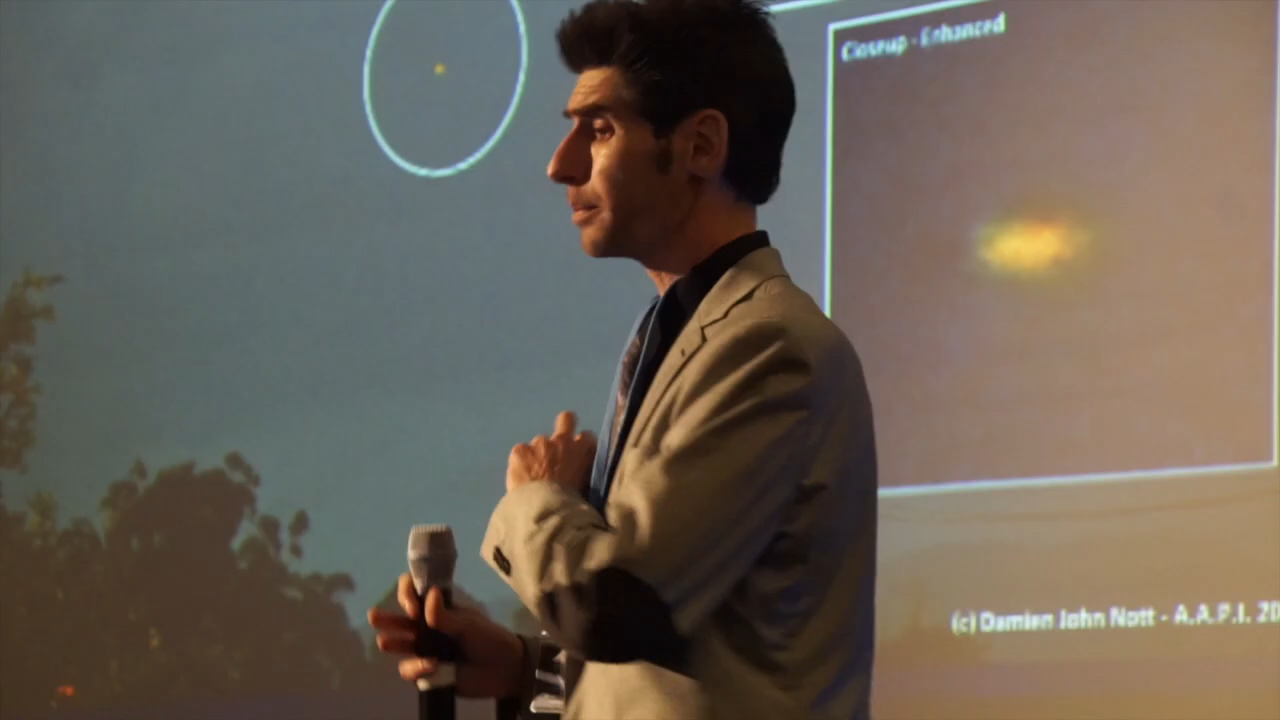 Closeup - Enhanced
(c) Damien John Nott - A.A.P.I. 20